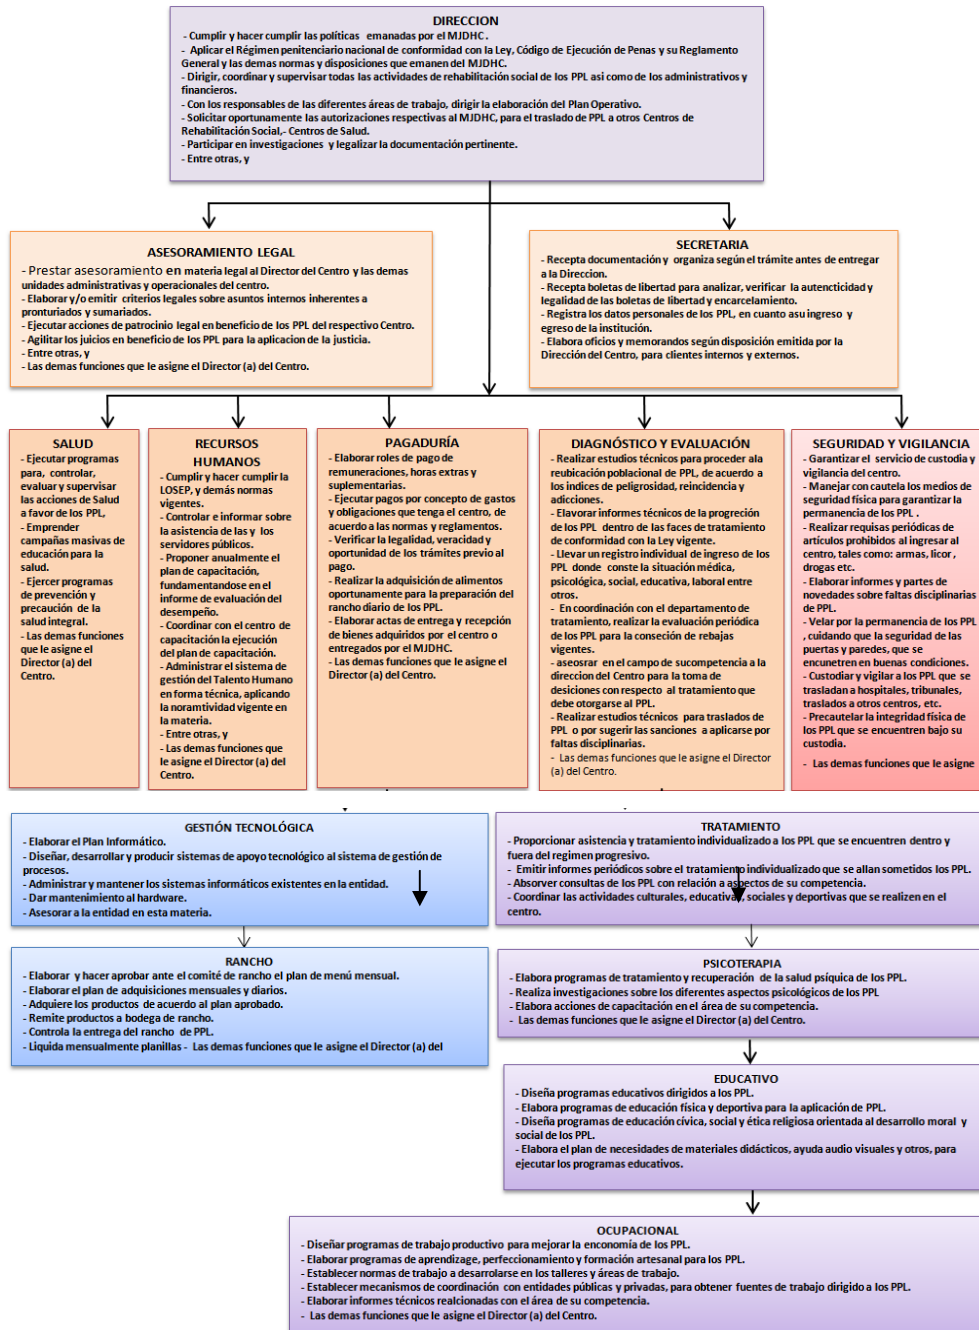 DIRECCION
- Cumplir y hacer cumplir las políticas emanadas por el MJDHC .
- Aplicar el Régimen penitenciario nacional de conformidad con la Ley, Código de Ejecución de Penas y su Reglamento
General y las demas normas y disposiciones que emanen del MJDHC.
- Dirigir, coordinar y supervisar todas las actividades de rehabilitación social de los PPL asi como de los administrativos y
financieros.
- Con los responsables de las diferentes áreas de trabajo, dirigir la elaboración del Plan Operativo.
- Solicitar oportunamente las autorizaciones respectivas al MJDHC, para el traslado de PPL a otros Centros de
Rehabilitación Social,- Centros de Salud.
- Participar en investigaciones y legalizar la documentación pertinente.
- Entre otras, y
ASESORAMIENTO LEGAL
- Prestar asesoramiento en materia legal al Director del Centro y las demas
unidades administrativas y operacionales del centro.
- Elaborar y/o emitir criterios legales sobre asuntos internos inherentes a
pronturiados y sumariados.
- Ejecutar acciones de patrocinio legal en beneficio de los PPL del respectivo Centro.
- Agilitar los juicios en beneficio de los PPL para la aplicacion de la justicia.
- Entre otras, y
- Las demas funciones que le asigne el Director (a) del Centro.
SECRETARIA
- Recepta documentación y organiza según el trámite antes de entregar
a la Direccion.
- Recepta boletas de libertad para analizar, verificar la autencticidad y
legalidad de las boletas de libertad y encarcelamiento.
- Registra los datos personales de los PPL, en cuanto asu ingreso y
egreso de la institución.
- Elabora oficios y memorandos según disposición emitida por la
Dirección del Centro, para clientes internos y externos.
SALUD
- Ejecutar programas
para, controlar,
evaluar y supervisar
las acciones de Salud
a favor de los PPL,
- Emprender
campañas masivas de
educación para la
salud.
- Ejercer programas
de prevención y
precaución de la
salud integral.
- Las demas funciones
que le asigne el
Director (a) del
Centro.
RECURSOS
HUMANOS
- Cumplir y hacer cumplir la
LOSEP, y demás normas
vigentes.
- Controlar e informar sobre
la asistencia de las y los
servidores públicos.
- Proponer anualmente el
plan de capacitación,
fundamentandose en el
informe de evaluación del
desempeño.
- Coordinar con el centro de
capacitación la ejecución
del plan de capacitación.
- Administrar el sistema de
gestión del Talento Humano
en forma técnica, aplicando
la noramtividad vigente en
la materia.
- Entre otras, y
- Las demas funciones que
le asigne el Director (a) del
Centro.
PAGADURÍA
- Elaborar roles de pago de
remuneraciones, horas extras y
suplementarias.
- Ejecutar pagos por concepto de gastos
y obligaciones que tenga el centro, de
acuerdo a las normas y reglamentos.
- Verificar la legalidad, veracidad y
oportunidad de los trámites previo al
pago.
- Realizar la adquisición de alimentos
oportunamente para la preparación del
rancho diario de los PPL.
- Elaborar actas de entrega y recepción
de bienes adquiridos por el centro o
entregados por el MJDHC.
- Las demas funciones que le asigne el
Director (a) del Centro.
DIAGNÓSTICO Y EVALUACIÓN
- Realizar estudios técnicos para proceder ala
reubicación poblacional de PPL, de acuerdo a
los indices de peligrosidad, reincidencia y
adicciones.
- Elavorar informes técnicos de la progreción
de los PPL dentro de las faces de tratamiento
de conformidad con la Ley vigente.
- Llevar un registro individual de ingreso de los
PPL donde conste la situación médica,
psicológica, social, educativa, laboral entre
otros.
- En coordinación con el departamento de
tratamiento, realizar la evaluación periódica
de los PPL para la conseción de rebajas
vigentes.
- aseosrar en el campo de sucompetencia a la
direccion del Centro para la toma de
desiciones con respecto al tratamiento que
debe otorgarse al PPL.
- Realizar estudios técnicos para traslados de
PPL o por sugerir las sanciones a aplicarse por
faltas disciplinarias.
- Las demas funciones que le asigne el Director
(a) del Centro.
SEGURIDAD Y VIGILANCIA
- Garantizar el servicio de custodia y
vigilancia del centro.
- Manejar con cautela los medios de
seguridad física para garantizar la
permanencia de los PPL .
- Realizar requisas periódicas de
artículos prohibidos al ingresar al
centro, tales como: armas, licor ,
drogas etc.
- Elaborar informes y partes de
novedades sobre faltas disciplinarias
de PPL.
- Velar por la permanencia de los PPL
, cuidando que la seguridad de las
puertas y paredes, que se
encunetren en buenas condiciones.
- Custodiar y vigilar a los PPL que se
trasladan a hospitales, tribunales,
traslados a otros centros, etc.
- Precautelar la integridad física de
los PPL que se encuentren bajo su
custodia.
- Las demas funciones que le asigne
GESTIÓN TECNOLÓGICA
- Elaborar el Plan Informático.
- Diseñar, desarrollar y producir sistemas de apoyo tecnológico al sistema de gestión de
procesos.
- Administrar y mantener los sistemas informáticos existentes en la entidad.
- Dar mantenimiento al hardware.
- Asesorar a la entidad en esta materia.
TRATAMIENTO
- Proporcionar asistencia y tratamiento individualizado a los PPL que se encuentren dentro y
fuera del regimen progresivo.
- Emitir informes periódicos sobre el tratamiento individualizado que se allan sometidos los PPL.
- Absorver consultas de los PPL con relación a aspectos de su competencia.
- Coordinar las actividades culturales, educativas, sociales y deportivas que se realizen en el
centro.
RANCHO
- Elaborar y hacer aprobar ante el comité de rancho el plan de menú mensual.
- Elaborar el plan de adquisiciones mensuales y diarios.
- Adquiere los productos de acuerdo al plan aprobado.
- Remite productos a bodega de rancho.
- Controla la entrega del rancho de PPL.
- Liquida mensualmente planillas - Las demas funciones que le asigne el Director (a) del
PSICOTERAPIA
- Elabora programas de tratamiento y recuperación de la salud psíquica de los PPL.
- Realiza investigaciones sobre los diferentes aspectos psicológicos de los PPL
- Elabora acciones de capacitación en el área de su competencia.
- Las demas funciones que le asigne el Director (a) del Centro.
EDUCATIVO
- Diseña programas educativos dirigidos a los PPL.
- Elabora programas de educación física y deportiva para la aplicación de PPL.
- Diseña programas de educación cívica, social y ética religiosa orientada al desarrollo moral y
social de los PPL.
- Elabora el plan de necesidades de materiales didácticos, ayuda audio visuales y otros, para
ejecutar los programas educativos.
OCUPACIONAL
- Diseñar programas de trabajo productivo para mejorar la enconomía de los PPL.
- Elaborar programas de aprendizage, perfeccionamiento y formación artesanal para los PPL.
- Establecer normas de trabajo a desarrolarse en los talleres y áreas de trabajo.
- Establecer mecanismos de coordinación con entidades públicas y privadas, para obtener fuentes de trabajo dirigido a los PPL.
- Elaborar informes técnicos realcionados con el área de su competencia.
- Las demas funciones que le asigne el Director (a) del Centro.